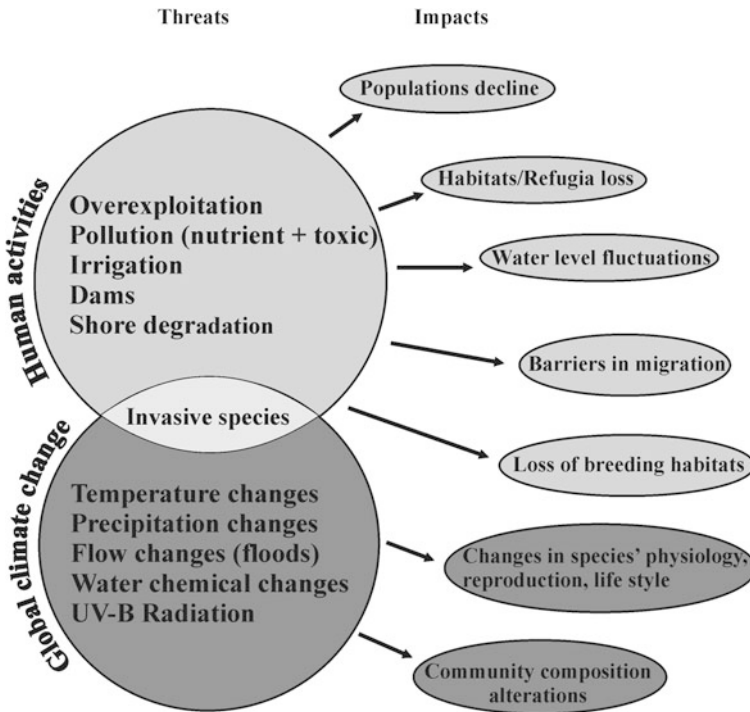 Threats
Impacts
Human activities
Overexploitation
Pollution (nutrient + toxic)
Irrigation
Dams
Shore degradation
Invasive species
Global climate change
Temperature changes
Precipitation changes
Flow changes (floods)
Water chemical changes
UV-B Radiation
Populations decline
Habitats/Refugia loss
Water level fluctuations
Barriers in migration
Loss of breeding habitats
Changes in species’ physiology,
reproduction, life style
Community composition
alterations